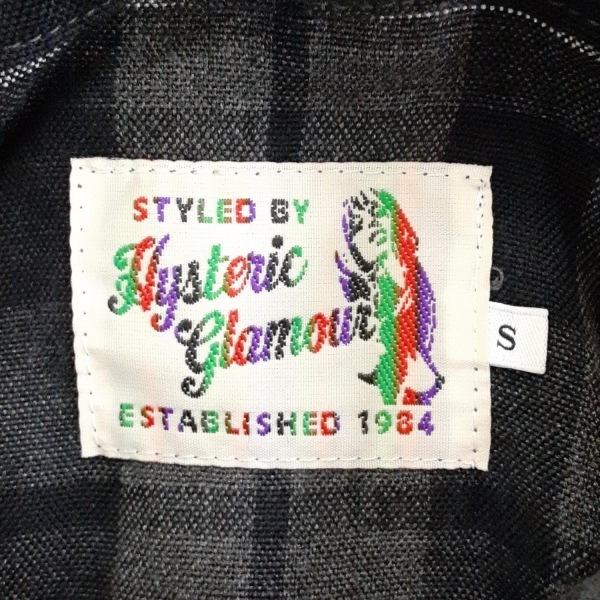 STYLED BY
Hysteric
Glamour
ESTABLISHED 1984
S